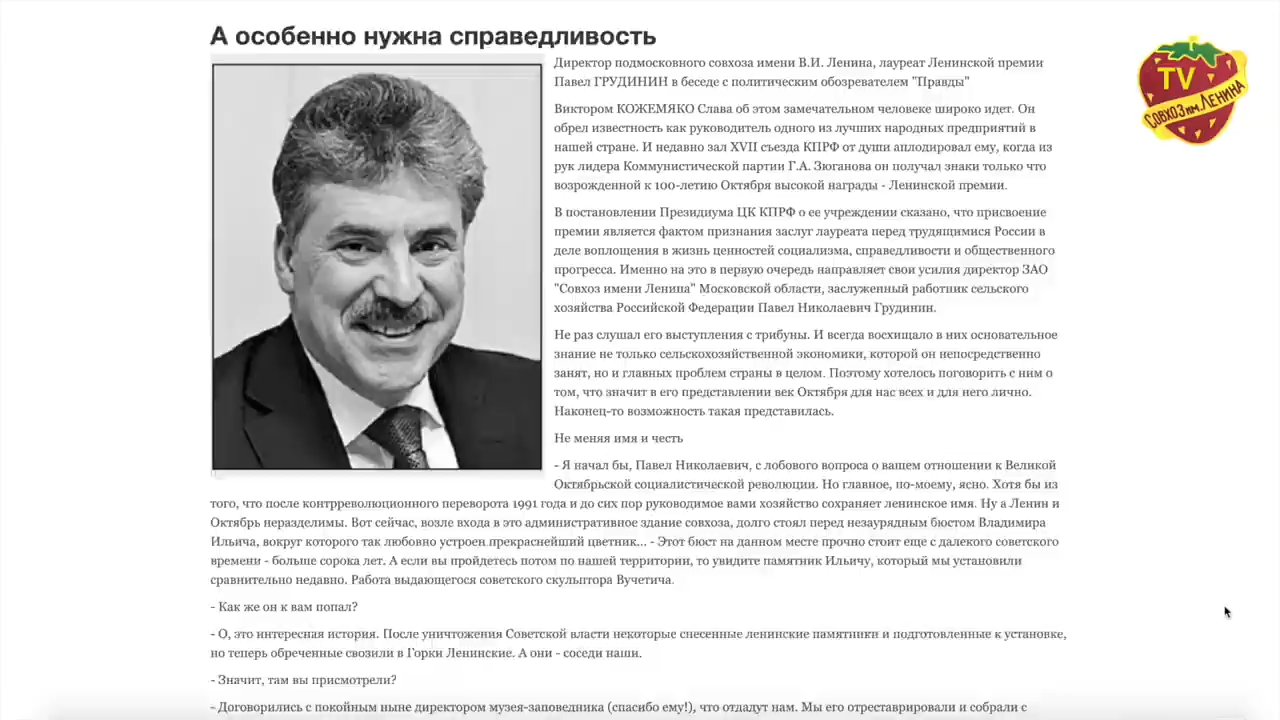 А особенно нужна справедливость
Директор подмосковного совхоза имени В.И. Ленина, лауреат Ленинской премии
Павел ГРУДИНИН в беседе с политическим обозревателем "Правды"
Виктором КОЖЕМЯКО Слава об этом замечательном человеке широко идет. Он
обрел известность как руководитель одного из лучших народных предприятий в
нашей стране. И недавно зал XVII съезда КПРФ от души аплодировал ему, когда из
рук лидера Коммунистической партии Г.А. Зюганова он получал знаки только что
возрожденной к 100-летию Октября высокой награды - Ленинской премии.
В постановлении Президиума ЦК КПРФ о ее учреждении сказано, что присвоение
премии является фактом признания заслуг лауреата перед трудящимися России в
деле воплощения в жизнь ценностей социализма, справедливости и общественного
прогресса. Именно на это в первую очередь направляет свои усилия директор ЗАО
"Совхоз имени Ленина" Московской области, заслуженный работник сельского
хозяйства Российской Федерации Павел Николаевич Грудинин.
Не раз слушал его выступления с трибуны. И всегда восхищало в них основательное
знание не только сельскохозяйственной экономики, которой он непосредственно
занят, но и главных проблем страны в целом. Поэтому хотелось поговорить с ним о
том, что значит в его представлении век Октября для нас всех и для него лично.
Наконец-то возможность такая представилась.
Не меняя имя и честь
- Я начал бы, Павел Николаевич, с лобового вопроса о вашем отношении к Великой
Октябрьской социалистической революции. Но главное, по-моему, ясно. Хотя бы из
того, что после контрреволюционного переворота 1991 года и до сих пор руководимое вами хозяйство сохраняет ленинское имя. Ну а Ленин и
Октябрь неразделимы. Вот сейчас, возле входа в это административное здание совхоза, долго стоял перед незаурядным бюстом Владимира
Ильича, вокруг которого так любовно устроен прекраснейший цветник... - Этот бюст на данном месте прочно стоит еще с далекого советского
времени - больше сорока лет. А если вы пройдетесь потом по нашей территории, то увидите памятник Ильичу, который мы установили
сравнительно недавно. Работа выдающегося советского скульптора Вучетича.
- Как же он к вам попал?
- О, это интересная история. После уничтожения Советской власти некоторые снесенные ленинские памятники и подготовленные к установке,
но теперь обреченные свозили в Горки Ленинские. А они - соседи наши.
- Значит, там вы присмотрели?
- Договорились с покойным ныне директором музея-заповедника (спасибо ему!), что отдадут нам. Мы его отреставрировали и собрали с
TV
СОВХОЗ им. ЛЕНИНА